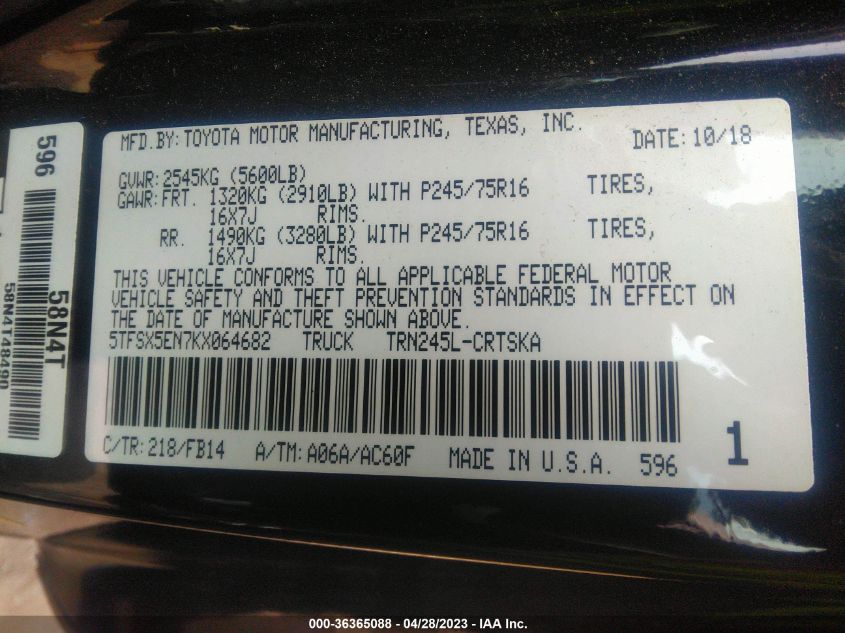 MFD.BY:TOYOTA MOTOR MANUFACTURING, TEXAS, INC. DATE:10/18
GVWR:2545KG (5600LB)
GAWR:FRT. 1320KG (2910LB) WITH P245/75R16 TIRES,
16X7J RIMS.
RR. 1490KG (3280LB) WITH P245/75R16 TIRES,
16X7J RIMS.
THIS VEHICLE CONFORMS TO ALL APPLICABLE FEDERAL MOTOR
VEHICLE SAFETY AND THEFT PREVENTION STANDARDS IN EFFECT ON
THE DATE OF MANUFACTURE SHOWN ABOVE.
5TFSX5EN7KX064682 TRUCK TRN245L-CRTSKA
C/TR:218/FB14 A/TM:A06A/AC60F MADE IN U.S.A. 596
1
596
58N4T
58N4T48490
000-36365088 - 04/28/2023 - IAA Inc.